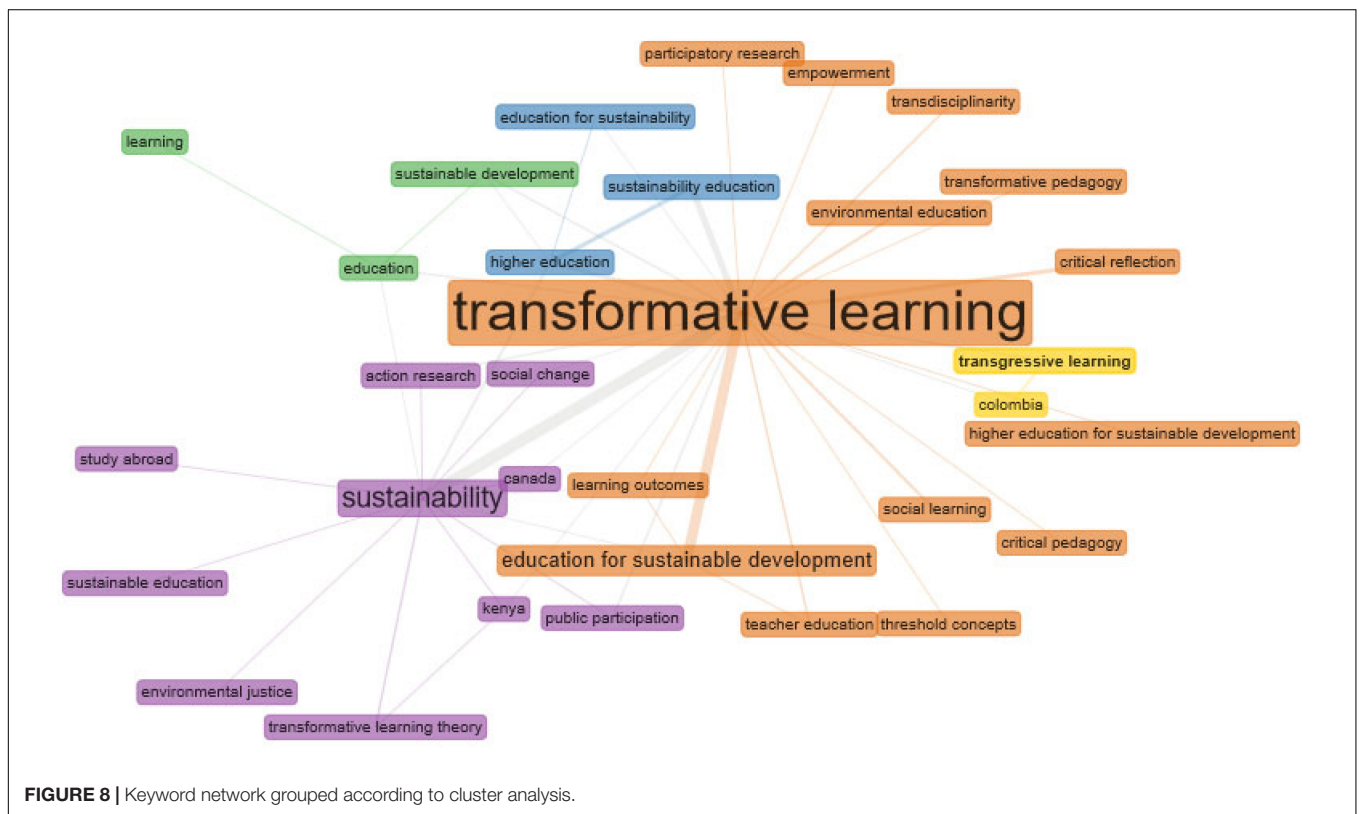 participatory research
empowerment
transdisciplinarity
education for sustainability
learning
sustainable development
sustainability education
transformative pedagogy
environmental education
critical reflection
higher education
education
transformative learning
transgressive learning
action research
social change
colombia
higher education for sustainable development
study abroad
canada
learning outcomes
sustainability
social learning
critical pedagogy
education for sustainable development
sustainable education
kenya
public participation
teacher education
threshold concepts
environmental justice
transformative learning theory
FIGURE 8 | Keyword network grouped according to cluster analysis.